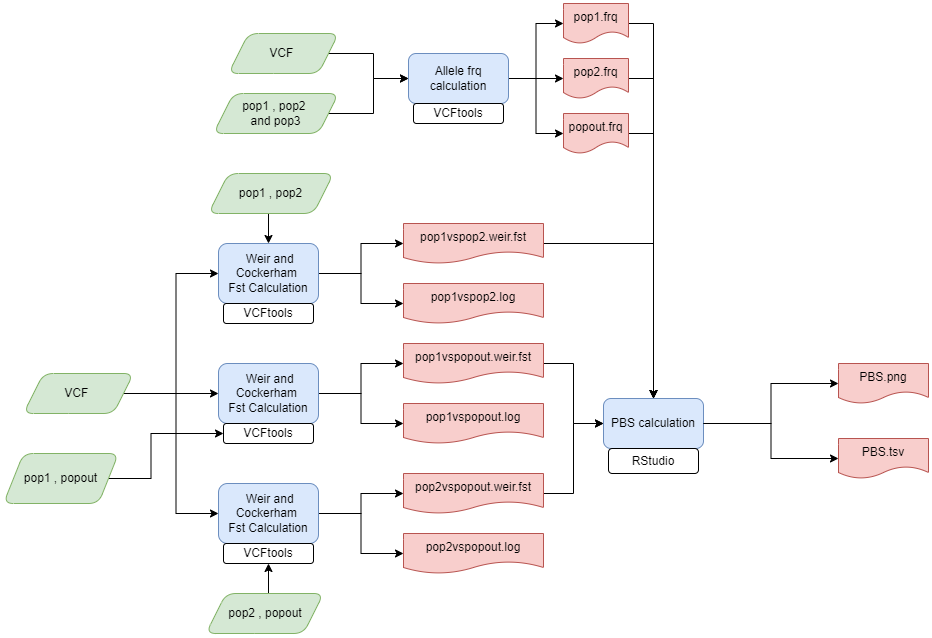 VCF
pop1 , pop2
and pop3
Allele frq
calculation
VCFtools
pop1.frq
pop2.frq
popout.frq
pop1 , pop2
Weir and
Cockerham
Fst Calculation
VCFtools
pop1vspop2.weir.fst
pop1vspop2.log
VCF
pop1 , popout
Weir and
Cockerham
Fst Calculation
VCFtools
pop1vspopout.weir.fst
pop1vspopout.log
Weir and
Cockerham
Fst Calculation
VCFtools
pop2 , popout
pop2vspopout.weir.fst
pop2vspopout.log
PBS calculation
RStudio
PBS.png
PBS.tsv